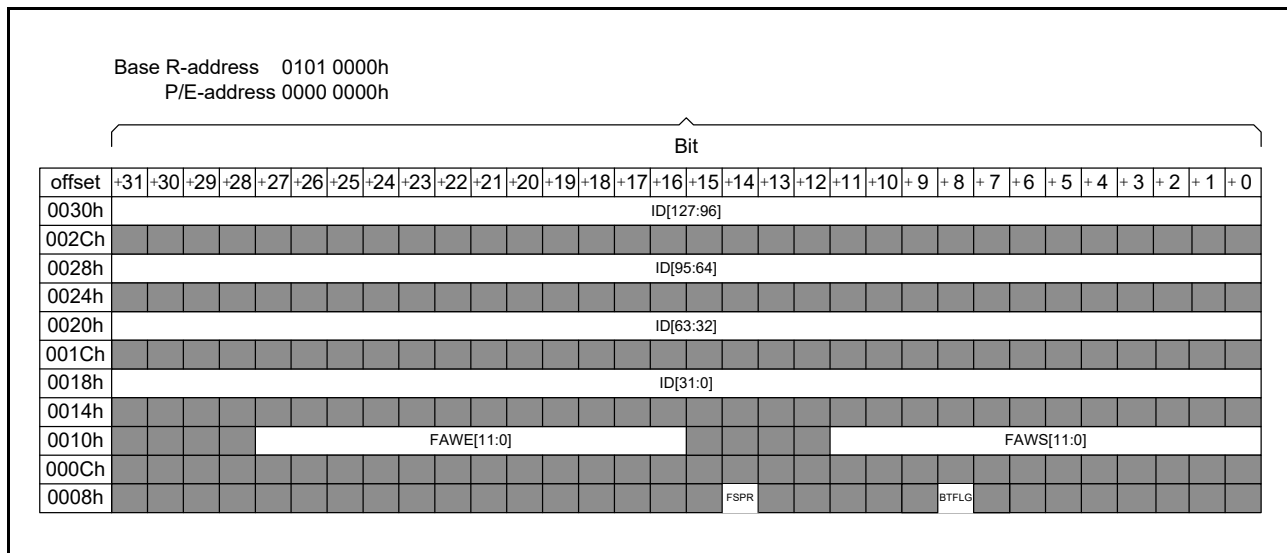 Base R-address 0101 0000h
P/E-address 0000 0000h
Bit
offset +31 +30 +29 +28 +27 +26 +25 +24 +23 +22 +21 +20 +19 +18 +17 +16 +15 +14 +13 +12 +11 +10 + 9 + 8 + 7 +6 + 5 + 4 + 3 + 2 + 1 + 0
0030h ID[127:96]
002Ch
0028h ID[95:64]
0024h
0020h ID[63:32]
001Ch
0018h ID[31:0]
0014h
0010h FAWE[11:0] FAWS[11:0]
000Ch
0008h FSPR BTFLG